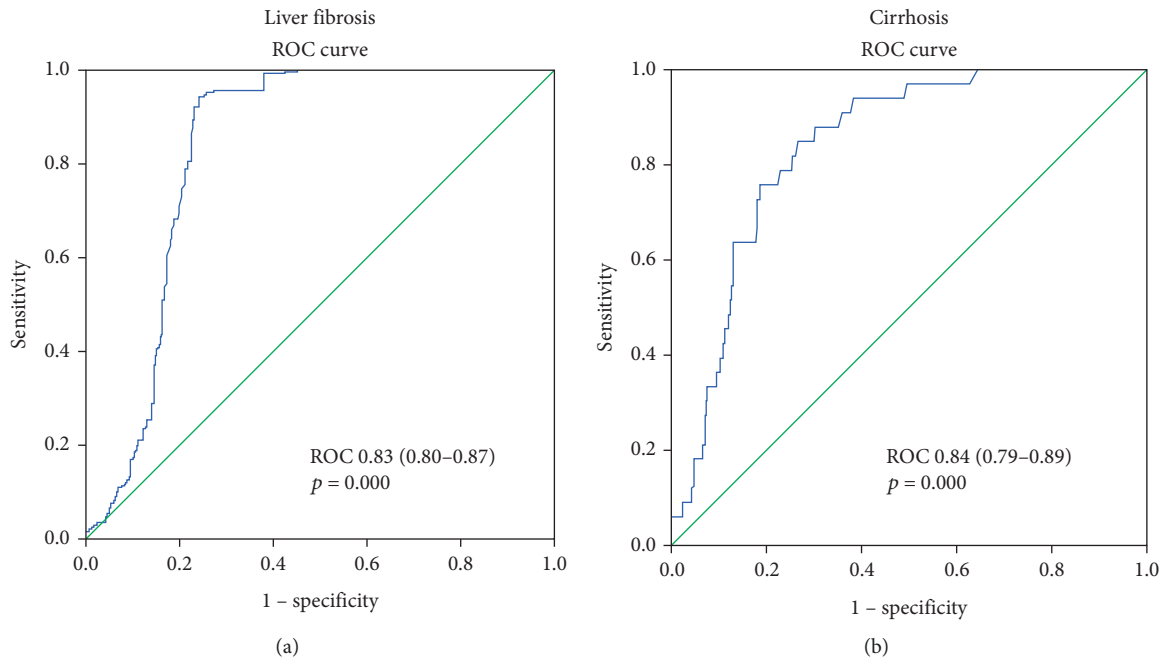 Liver fibrosis
ROC curve
1.0
0.8
0.6
0.4
0.2
0.0
Sensitivity
ROC 0.83 (0.80–0.87)
p = 0.000
0.0 0.2 0.4 0.6 0.8 1.0
1 – specificity
(a)
Cirrhosis
ROC curve
1.0
0.8
0.6
0.4
0.2
0.0
Sensitivity
ROC 0.84 (0.79–0.89)
p = 0.000
0.0 0.2 0.4 0.6 0.8 1.0
1 – specificity
(b)